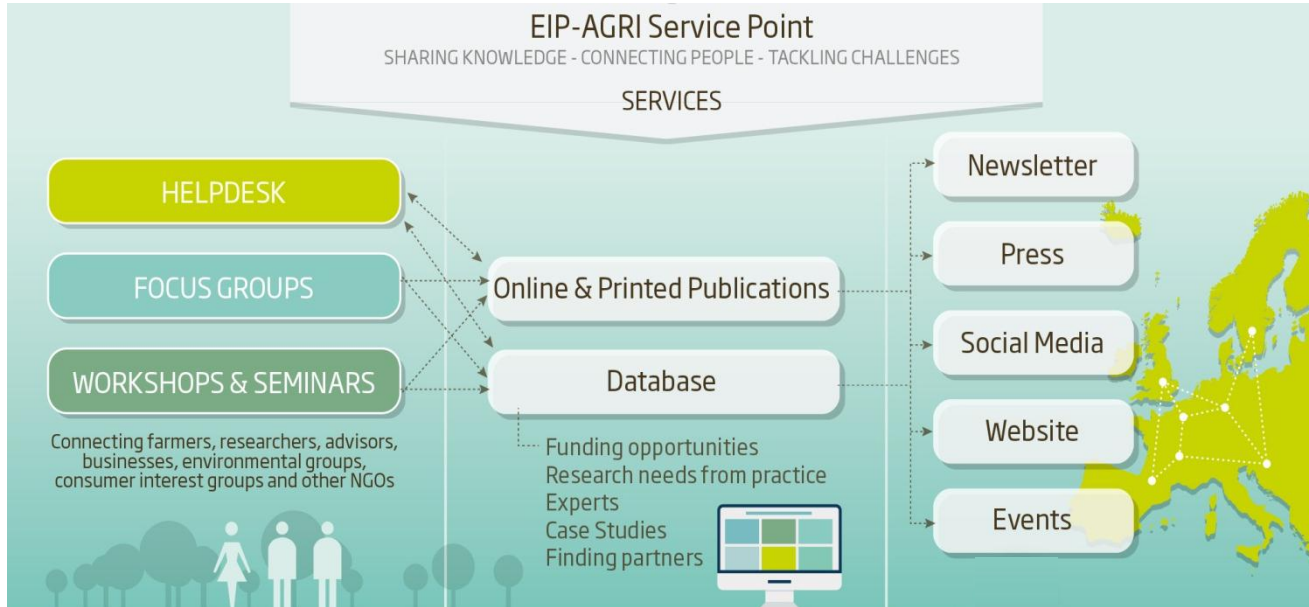 EIP-AGRI Service Point
SHARING KNOWLEDGE - CONNECTING PEOPLE - TACKLING CHALLENGES
SERVICES
HELPDESK
FOCUS GROUPS
WORKSHOPS & SEMINARS
Connecting farmers, researchers, advisors,
businesses, environmental groups,
consumer interest groups and other NGOs
Online & Printed Publications
Database
Funding opportunities
Research needs from practice
Experts
Case Studies
Finding partners
Newsletter
Press
Social Media
Website
Events